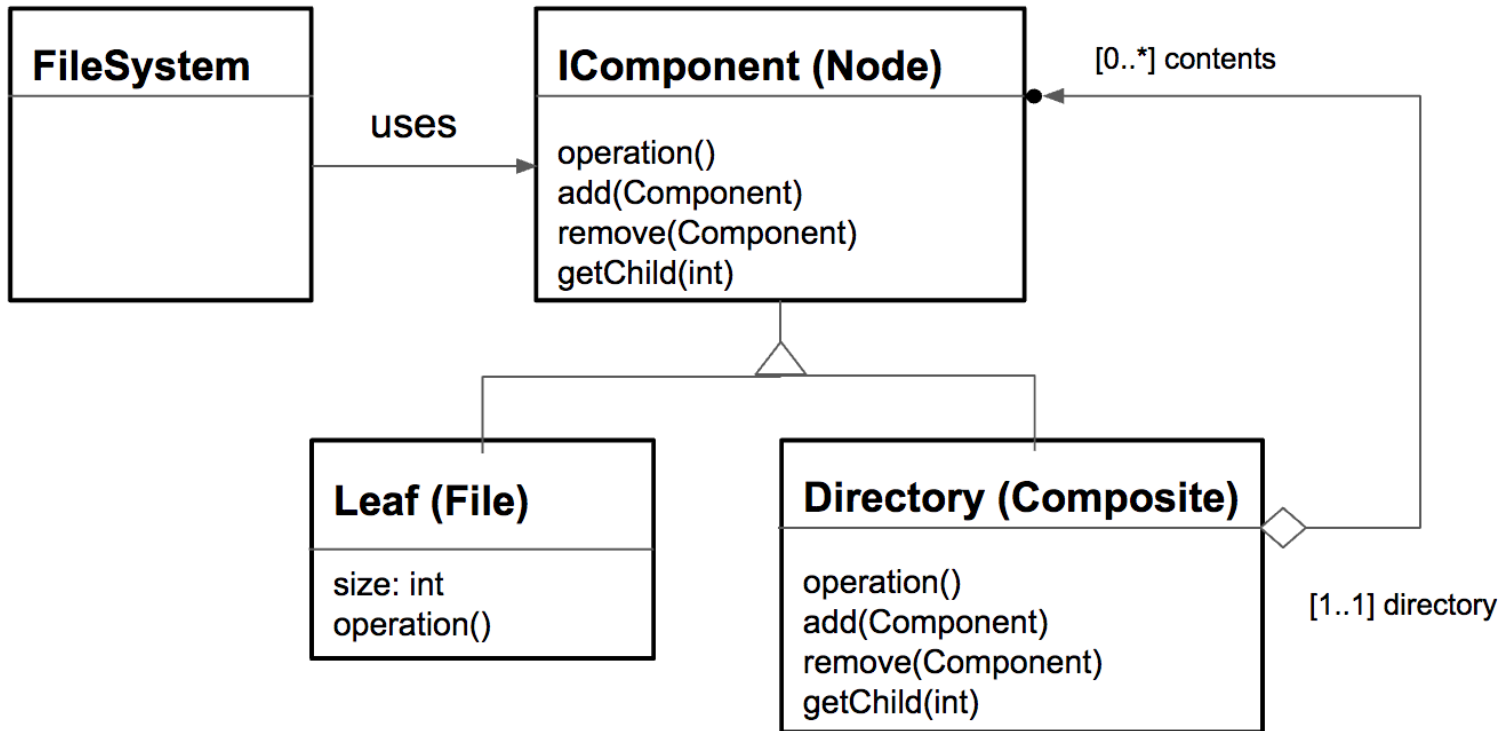 FileSystem
uses
IComponent (Node)
operation()
add(Component)
remove(Component)
getChild(int)
[0..*] contents
Leaf (File)
size: int
operation()
Directory (Composite)
operation()
add(Component)
remove(Component)
getChild(int)
[1..1] directory